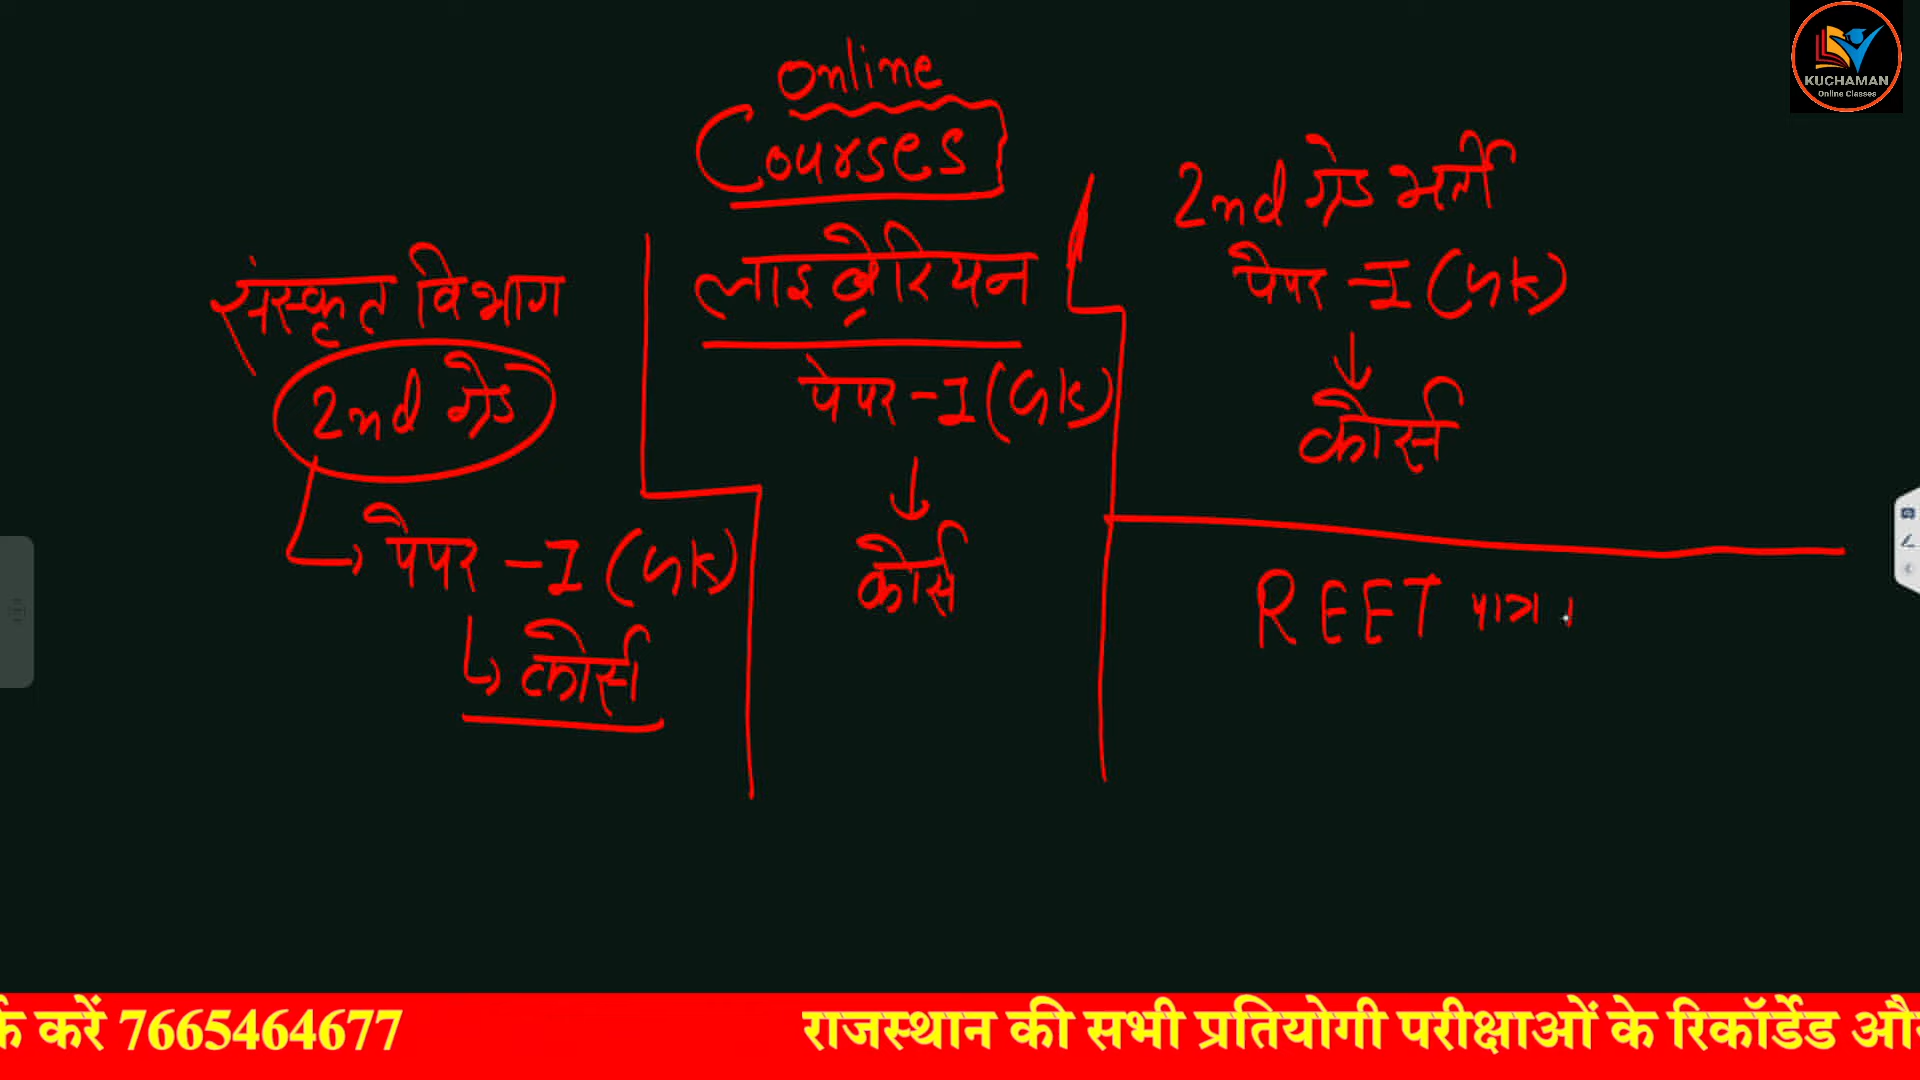 KUCHAMAN
Online Classes
Online
Courses
संस्कृत विभाग
2nd ग्रेड
पेपर - I (GK)
कोर्स
लाइब्रेरियन
पेपर - I (GK)
कोर्स
2nd ग्रेड भर्ती
पेपर - I (GK)
कोर्स
REET पात्र
र्क करें 7665464677
राजस्थान की सभी प्रतियोगी परीक्षाओं के रिकॉर्डेड